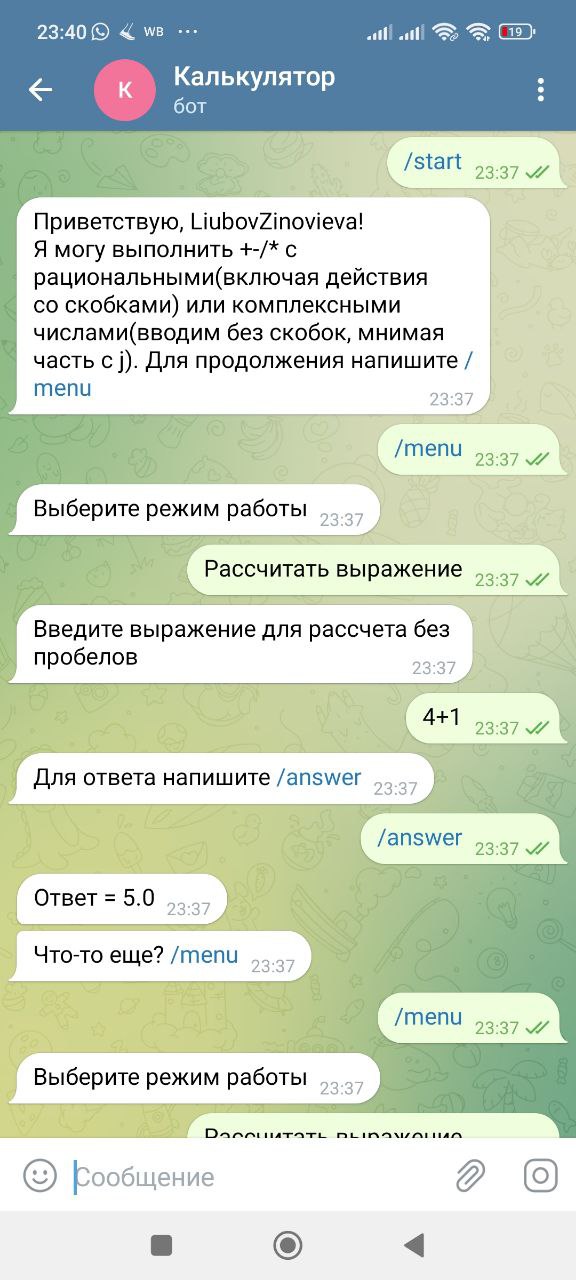 23:40 WB ...
19
К
Калькулятор
бот
/start 23:37
Приветствую, LiubovZinovieva!
Я могу выполнить +-/* с
рациональными(включая действия
со скобками) или комплексными
числами(вводим без скобок, мнимая
часть с j). Для продолжения напишите /
menu 23:37
/menu 23:37
Выберите режим работы 23:37
Рассчитать выражение 23:37
Введите выражение для рассчета без
пробелов 23:37
4+1 23:37
Для ответа напишите /answer 23:37
/answer 23:37
Ответ = 5.0 23:37
Что-то еще? /menu 23:37
/menu 23:37
Выберите режим работы 23:37
Рассчитать выражение
Сообщение